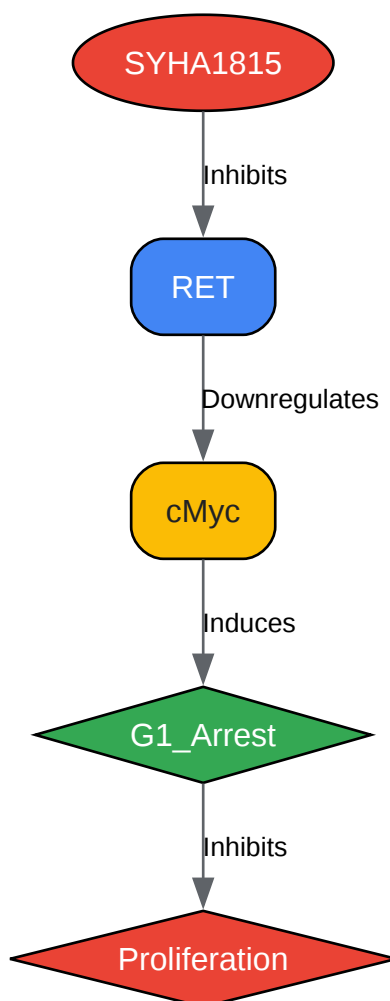 SYHA1815
Inhibits
RET
Downregulates
cMyc
Induces
G1_Arrest
Inhibits
Proliferation